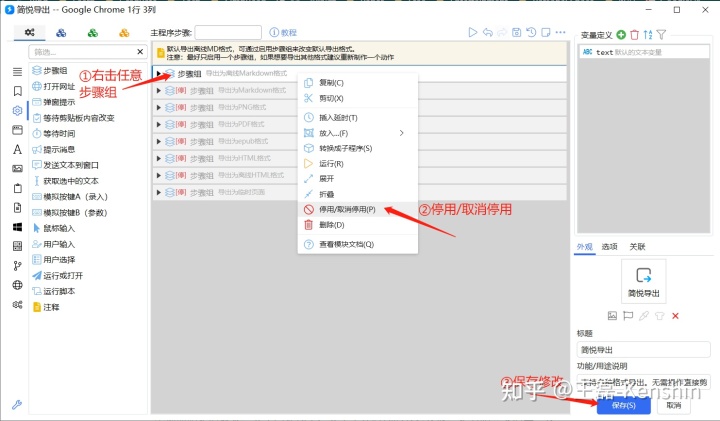 简悦导出 -- Google Chrome 1行 3列
主程序步骤:
教程
变量定义
筛选...
默认导出离线MD格式，可通过启用步骤组来改变默认导出格式。
注意：最好只启用一个步骤组，如果想要导出其他格式建议重新制作一个动作
text 默认的文本变量
步骤组
打开网址
弹窗提示
等待剪贴板内容改变
等待时间
提示消息
发送文本到窗口
获取选中的文本
模拟按键A（录入）
模拟按键B（参数）
鼠标输入
用户输入
用户选择
运行或打开
运行脚本
注释
①右击任意
步骤组
步骤组 导出为离线Markdown格式
[停] 步骤组 导出为Markdown格式
[停] 步骤组 导出为PNG格式
[停] 步骤组 导出为PDF格式
[停] 步骤组 导出为epub格式
[停] 步骤组 导出为HTML格式
[停] 步骤组 导出为离线HTML格式
[停] 步骤组 导出为临时页面
复制(C)
剪切(X)
插入延时(T)
放入...(F)
转换成子程序(S)
运行(R)
展开
折叠
停用/取消停用(P)
删除(D)
查看模块文档(Q)
②停用/取消停用
外观 选项 关联
简悦导出
标题
简悦导出
功能/用途说明
格式导出，无需插件直接剪
③保存修改
保存(S)
取消
知乎 @王磊-Kenshin